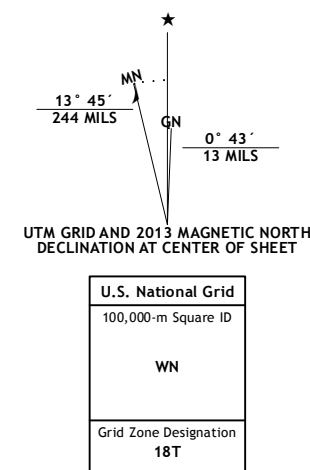 ★
MN
13° 45´
244 MILS
GN
0° 43´
13 MILS
UTM GRID AND 2013 MAGNETIC NORTH
DECLINATION AT CENTER OF SHEET
U.S. National Grid
100,000-m Square ID
WN
Grid Zone Designation
18T